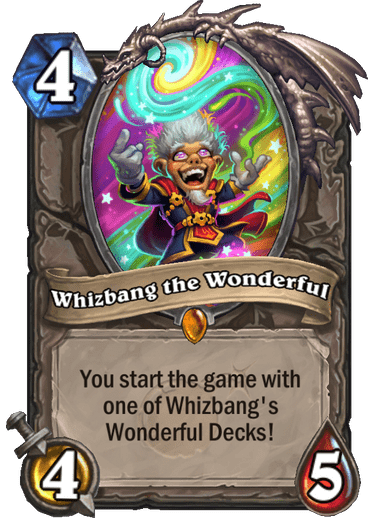 4
Whizbang the Wonderful
You start the game with
one of Whizbang's
Wonderful Decks!
4
5